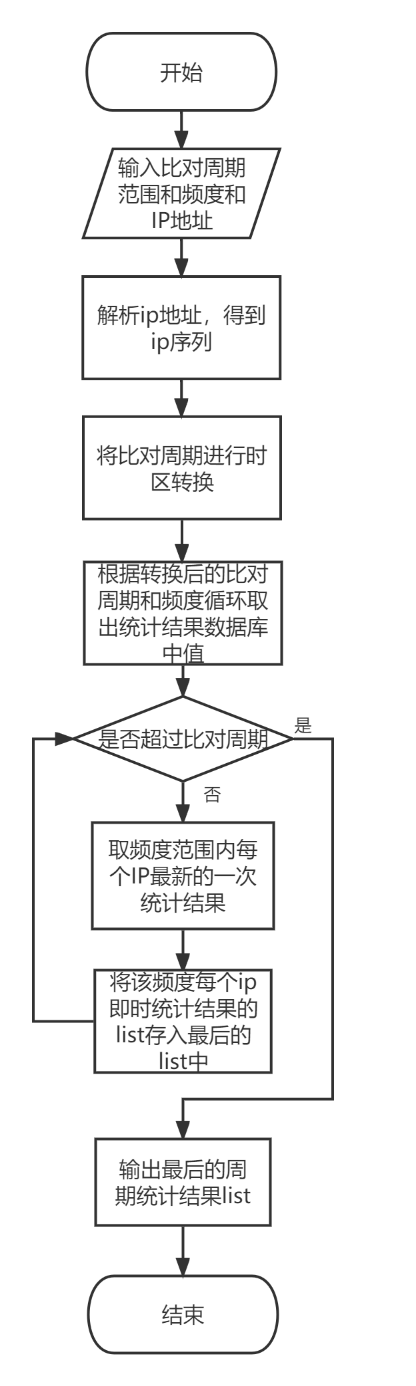 开始
输入比对周期
范围和频度和
IP地址
解析ip地址，得到
ip序列
将比对周期进行时
区转换
根据转换后的比对
周期和频度循环取
出统计结果数据库
中值
是否超过比对周期
是
否
取频度范围内每
个IP最新的一次
统计结果
将该频度每个ip
即时统计结果的
list存入最后的
list中
输出最后的周
期统计结果list
结束